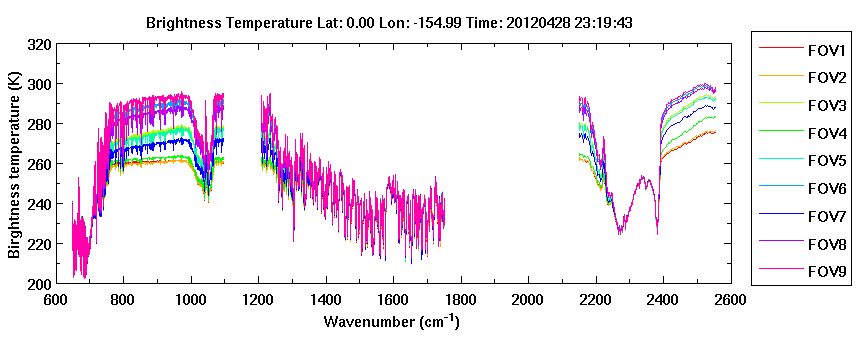 Brightness Temperature Lat: 0.00 Lon: -154.99 Time: 20120428 23:19:43
320
300
280
260
240
220
200
Birghtness temperature (K)
600 800 1000 1200 1400 1600 1800 2000 2200 2400 2600
Wavenumber (cm⁻¹)
FOV1
FOV2
FOV3
FOV4
FOV5
FOV6
FOV7
FOV8
FOV9